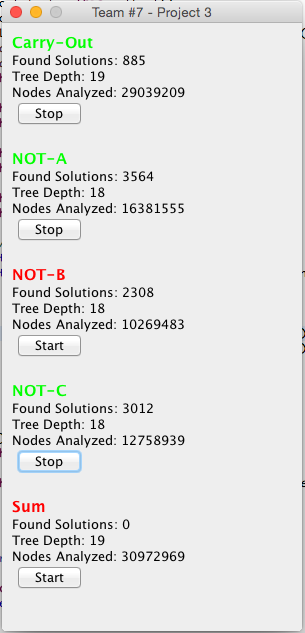 Team #7 - Project 3
Carry-Out
Found Solutions: 885
Tree Depth: 19
Nodes Analyzed: 29039209
Stop
NOT-A
Found Solutions: 3564
Tree Depth: 18
Nodes Analyzed: 16381555
Stop
NOT-B
Found Solutions: 2308
Tree Depth: 18
Nodes Analyzed: 10269483
Start
NOT-C
Found Solutions: 3012
Tree Depth: 18
Nodes Analyzed: 12758939
Stop
Sum
Found Solutions: 0
Tree Depth: 19
Nodes Analyzed: 30972969
Start